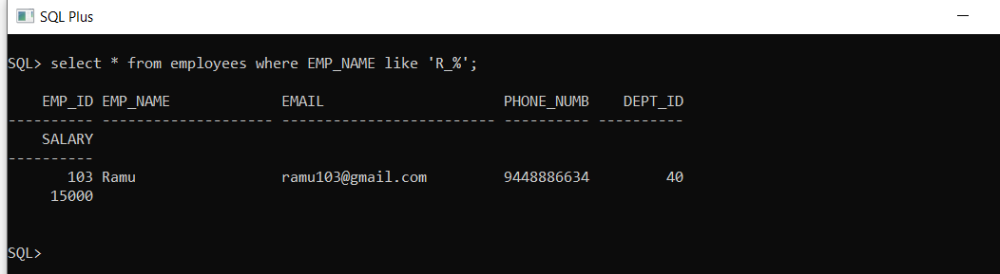 SQL Plus
SQL> select * from employees where EMP_NAME like 'R_%';
EMP_ID EMP_NAME EMAIL PHONE_NUMB DEPT_ID
---------- -------------------- ------------------------- ---------- ----------
SALARY
----------
103 Ramu ramu103@gmail.com 9448886634 40
15000
SQL>